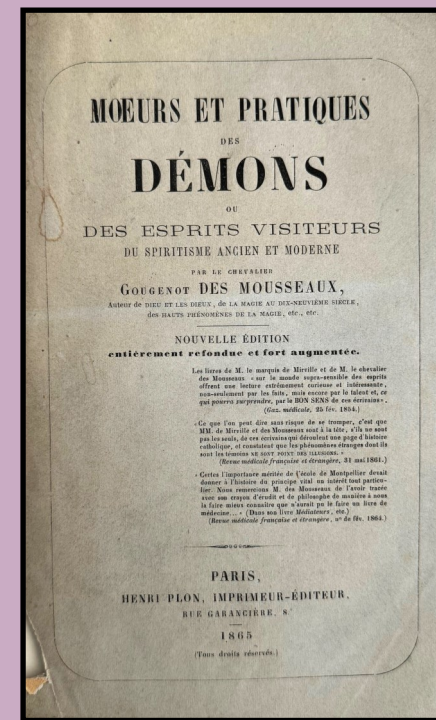 MŒURS ET PRATIQUES
DES
DÉMONS
OU
DES ESPRITS VISITEURS
DU SPIRITISME ANCIEN ET MODERNE
PAR LE CHEVALIER
GOUGENOT DES MOUSSEAUX,
Auteur de DIEU ET LES DIEUX, de LA MAGIE AU DIX-NEUVIÈME SIÈCLE,
des HAUTS PHÉNOMÈNES DE LA MAGIE, etc., etc.
NOUVELLE ÉDITION
entièrement refondue et fort augmentée.
Les livres de M. le marquis de Mirville et de M. le chevalier
des Mousseaux « sur le monde supra-sensible des esprits
offrent une lecture extrêmement curieuse et intéressante,
non-seulement par les faits, mais encore par le talent et, ce
qui pourra surprendre, par le BON SENS de ces écrivains ».
(Gaz. médicale, 25 fév. 1854.)
« Ce que l'on peut dire sans risque de se tromper, c'est que
MM. de Mirville et des Mousseaux sont à la tête, s'ils ne sont
pas les seuls, de ces écrivains qui déroulent une page d'histoire
catholique, et constatent que les phénomènes étranges dont ils
sont les témoins NE SONT POINT DES ILLUSIONS. »
(Revue médicale française et étrangère, 31 mai 1861.)
« Certes l'importance méritée de l'école de Montpellier devait
donner à l'histoire du principe vital un intérêt tout particu-
lier. Nous remercions M. des Mousseaux de l'avoir tracée
avec son crayon d'érudit et de philosophe de manière à nous
la faire mieux connaître que n'aurait pu le faire un livre de
médecine... » (Dans son livre Médiateurs, etc.)
(Revue médicale française et étrangère, nº de fév. 1864.)
PARIS,
HENRI PLON, IMPRIMEUR-ÉDITEUR,
RUE GARANCIÈRE, 8.
1865
(Tous droits réservés.)